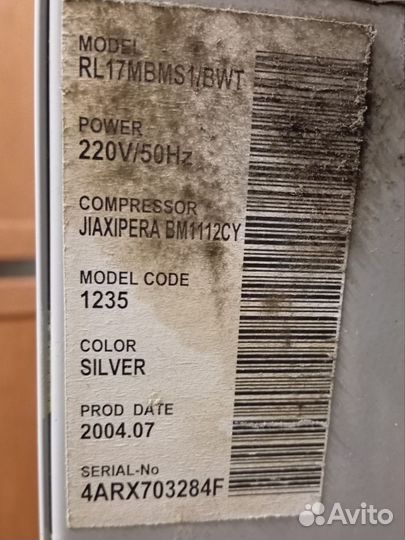 MODEL
RL17MBMS1/BWT
POWER
220V/50Hz
COMPRESSOR
JIAXIPERA BM1112CY
MODEL CODE
1235
COLOR
SILVER
PROD DATE
2004.07
SERIAL-No
4ARX703284F
Avito